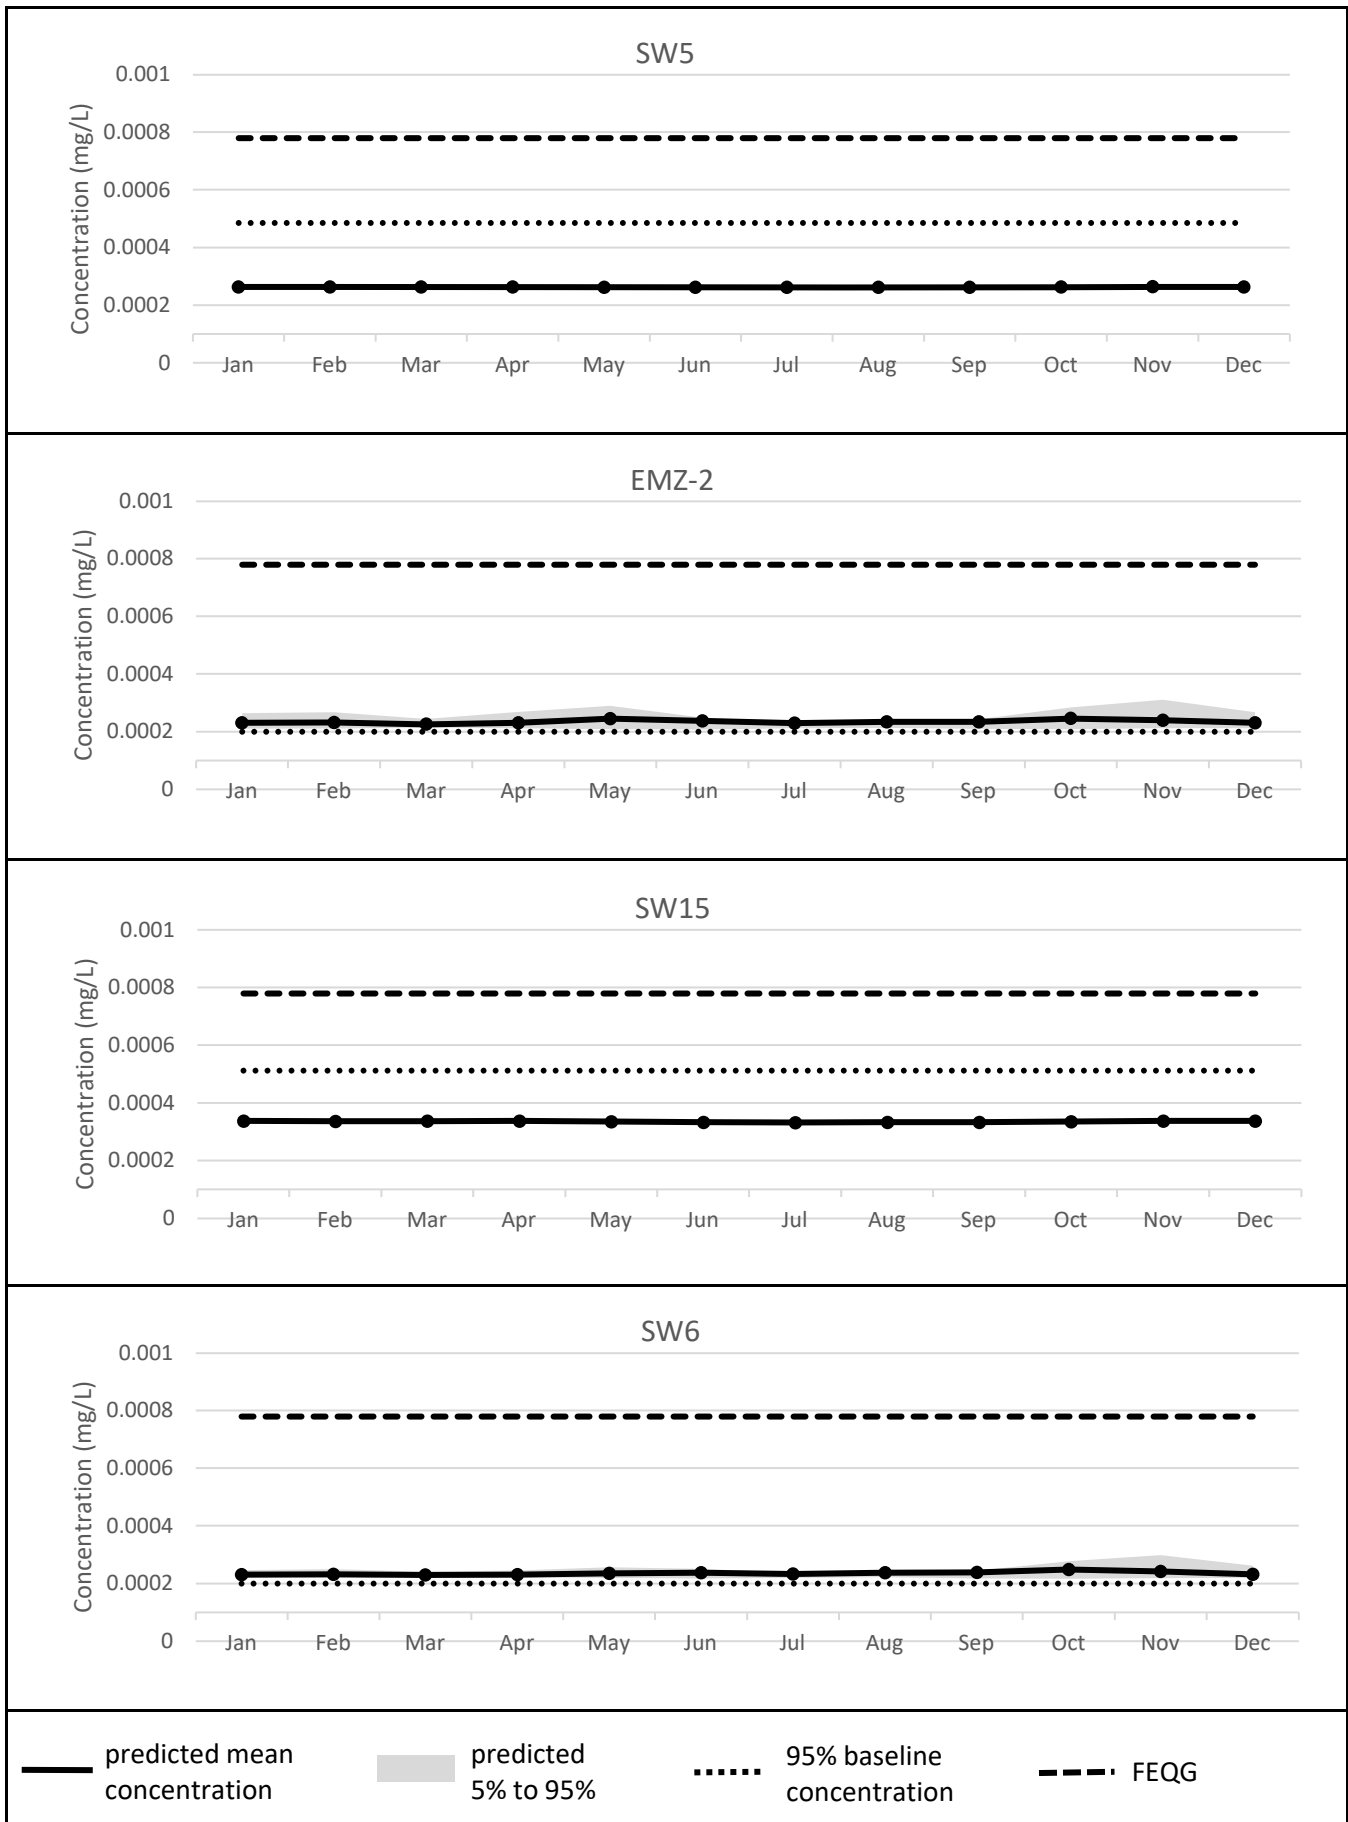 SW5
Concentration (mg/L)
0.001
0.0008
0.0006
0.0004
0.0002
0
Jan Feb Mar Apr May Jun Jul Aug Sep Oct Nov Dec
EMZ-2
Concentration (mg/L)
0.001
0.0008
0.0006
0.0004
0.0002
0
Jan Feb Mar Apr May Jun Jul Aug Sep Oct Nov Dec
SW15
Concentration (mg/L)
0.001
0.0008
0.0006
0.0004
0.0002
0
Jan Feb Mar Apr May Jun Jul Aug Sep Oct Nov Dec
SW6
Concentration (mg/L)
0.001
0.0008
0.0006
0.0004
0.0002
0
Jan Feb Mar Apr May Jun Jul Aug Sep Oct Nov Dec
predicted mean
concentration
predicted
5% to 95%
95% baseline
concentration
FEQG